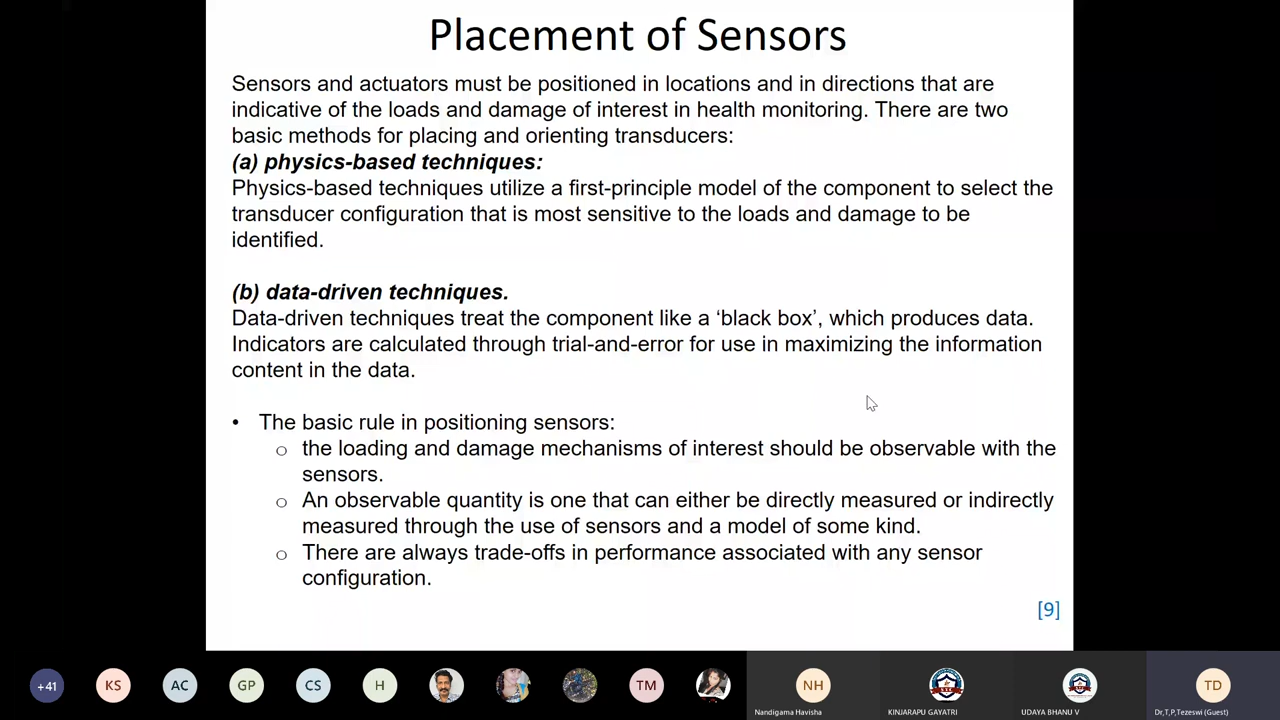 Placement of Sensors
Sensors and actuators must be positioned in locations and in directions that are
indicative of the loads and damage of interest in health monitoring. There are two
basic methods for placing and orienting transducers:
(a) physics-based techniques:
Physics-based techniques utilize a first-principle model of the component to select the
transducer configuration that is most sensitive to the loads and damage to be
identified.
(b) data-driven techniques.
Data-driven techniques treat the component like a ‘black box’, which produces data.
Indicators are calculated through trial-and-error for use in maximizing the information
content in the data.
• The basic rule in positioning sensors:
o the loading and damage mechanisms of interest should be observable with the
sensors.
o An observable quantity is one that can either be directly measured or indirectly
measured through the use of sensors and a model of some kind.
o There are always trade-offs in performance associated with any sensor
configuration.
[9]
+41 KS AC GP CS H TM NH TD
Nandigama Havisha KINJARAPU GAYATRI UDAYA BHANU V Dr,T,P,Tezeswi (Guest)